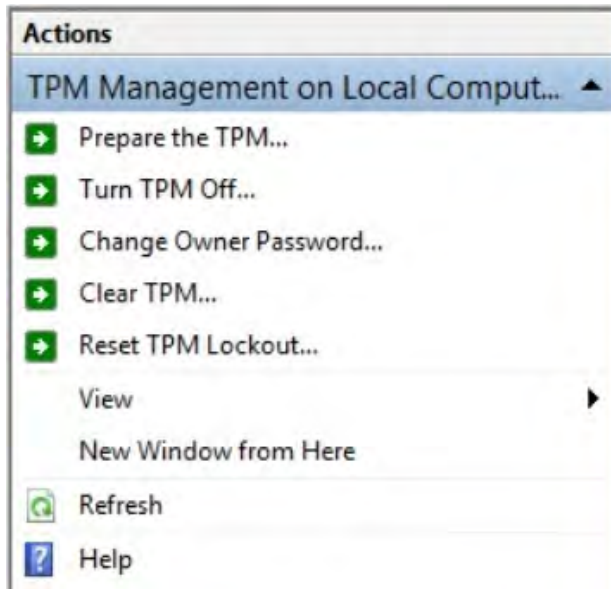 Actions
TPM Management on Local Comput...
Prepare the TPM...
Turn TPM Off...
Change Owner Password...
Clear TPM...
Reset TPM Lockout...
View
New Window from Here
Refresh
Help